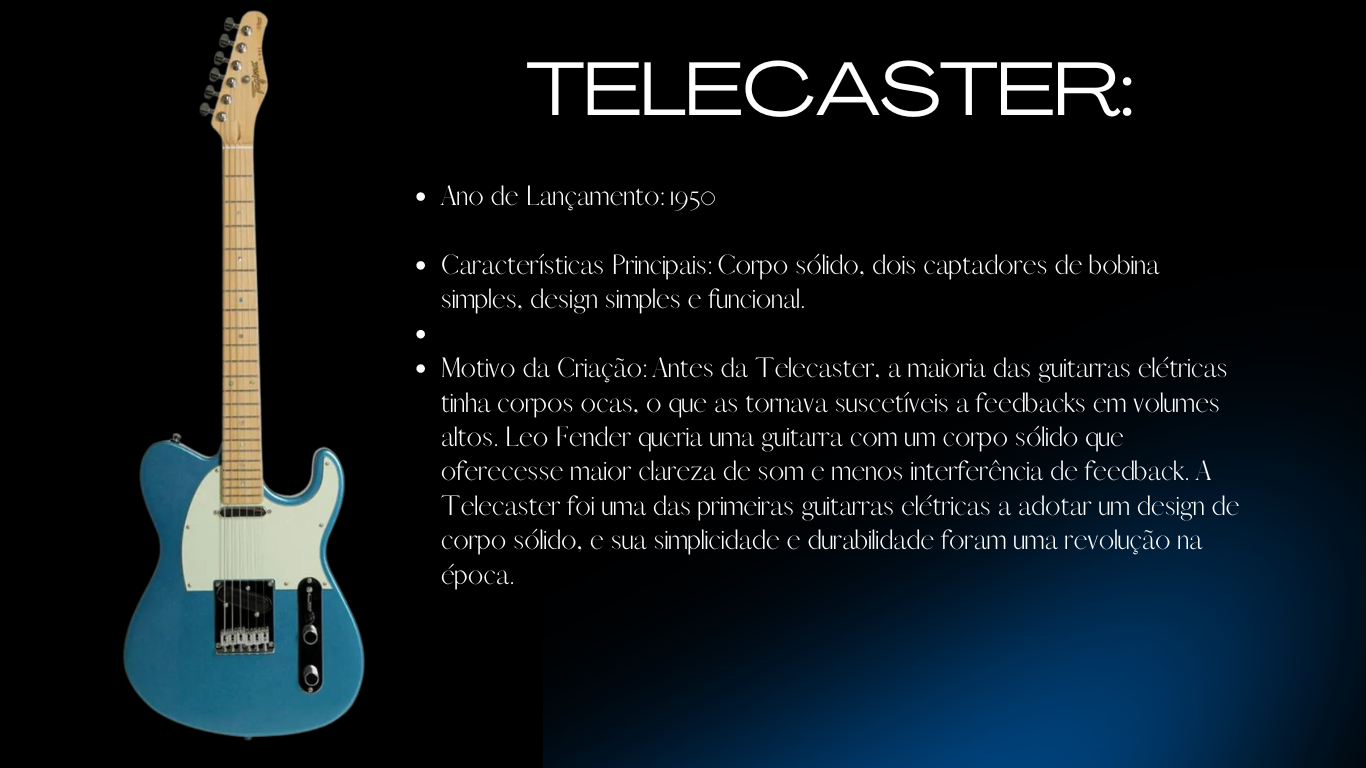 TELECASTER:
Ano de Lançamento: 1950
Características Principais: Corpo sólido, dois captadores de bobina
simples, design simples e funcional.
Motivo da Criação: Antes da Telecaster, a maioria das guitarras elétricas
tinha corpos ocas, o que as tornava suscetíveis a feedbacks em volumes
altos. Leo Fender queria uma guitarra com um corpo sólido que
oferecesse maior clareza de som e menos interferência de feedback. A
Telecaster foi uma das primeiras guitarras elétricas a adotar um design de
corpo sólido, e sua simplicidade e durabilidade foram uma revolução na
época.